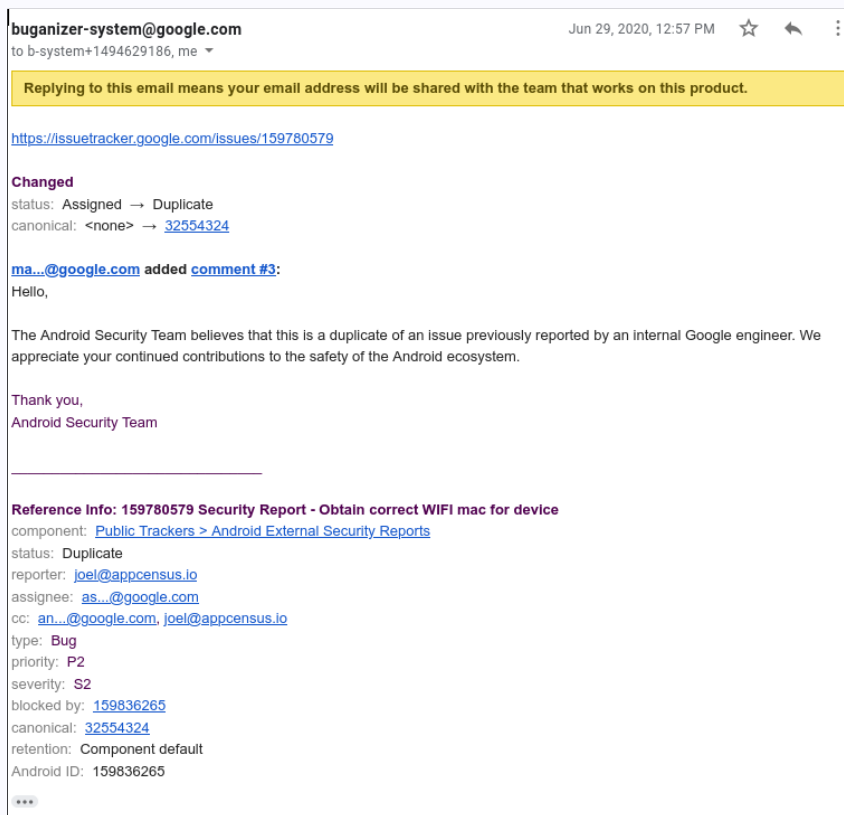 buganizer-system@google.com Jun 29, 2020, 12:57 PM
to b-system+1494629186, me
Replying to this email means your email address will be shared with the team that works on this product.
https://issuetracker.google.com/issues/159780579
Changed
status: Assigned → Duplicate
canonical: <none> → 32554324
ma...@google.com added comment #3:
Hello,
The Android Security Team believes that this is a duplicate of an issue previously reported by an internal Google engineer. We
appreciate your continued contributions to the safety of the Android ecosystem.
Thank you,
Android Security Team
Reference Info: 159780579 Security Report - Obtain correct WIFI mac for device
component: Public Trackers > Android External Security Reports
status: Duplicate
reporter: joel@appcensus.io
assignee: as...@google.com
cc: an...@google.com, joel@appcensus.io
type: Bug
priority: P2
severity: S2
blocked by: 159836265
canonical: 32554324
retention: Component default
Android ID: 159836265